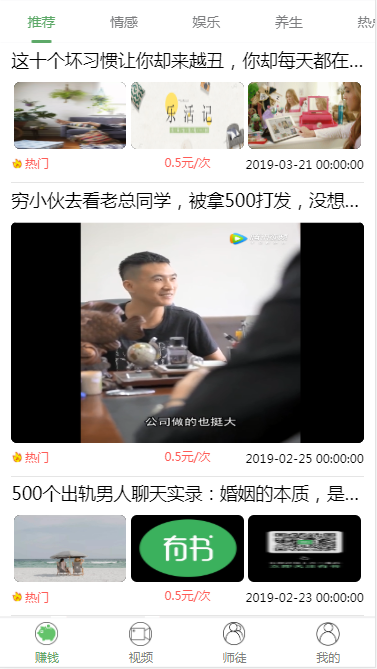 推荐 情感 娱乐 养生 热
这十个坏习惯让你却来越丑，你却每天都在...
乐活记
热门 0.5元/次 2019-03-21 00:00:00
穷小伙去看老总同学，被拿500打发，没想...
公司做的也挺大
热门 0.5元/次 2019-02-25 00:00:00
500个出轨男人聊天实录：婚姻的本质，是...
有书
热门 0.5元/次 2019-02-23 00:00:00
赚钱 视频 师徒 我的